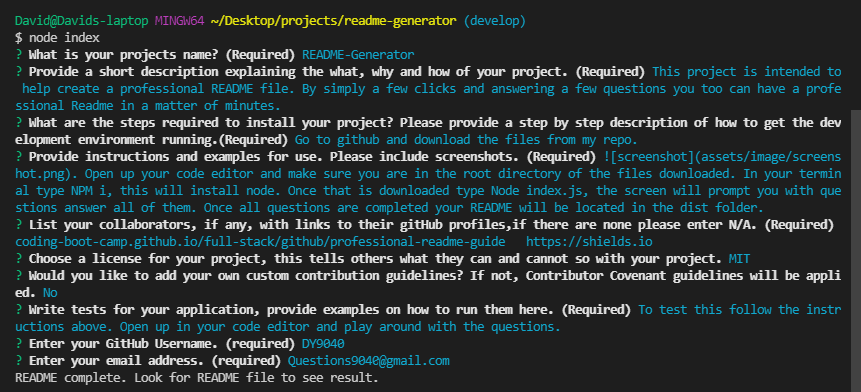 David@Davids-laptop MINGW64 ~/Desktop/projects/readme-generator (develop)
$ node index
? What is your projects name? (Required) README-Generator
? Provide a short description explaining the what, why and how of your project. (Required) This project is intended to
 help create a professional README file. By simply a few clicks and answering a few questions you too can have a profe
ssional Readme in a matter of minutes.
? What are the steps required to install your project? Please provide a step by step description of how to get the dev
elopment environment running.(Required) Go to github and download the files from my repo.
? Provide instructions and examples for use. Please include screenshots. (Required) ![screenshot](assets/image/screens
hot.png). Open up your code editor and make sure you are in the root directory of the files downloaded. In your termin
al type NPM i, this will install node. Once that is downloaded type Node index.js, the screen will prompt you with que
stions answer all of them. Once all questions are completed your README will be located in the dist folder.
? List your collaborators, if any, with links to their gitHub profiles,if there are none please enter N/A. (Required)
coding-boot-camp.github.io/full-stack/github/professional-readme-guide   https://shields.io
? Choose a license for your project, this tells others what they can and cannot so with your project. MIT
? Would you like to add your own custom contribution guidelines? If not, Contributor Covenant guidelines will be appli
ed. No
? Write tests for your application, provide examples on how to run them here. (Required) To test this follow the instr
uctions above. Open up in your code editor and play around with the questions.
? Enter your GitHub Username. (required) DY9040
? Enter your email address. (required) Questions9040@gmail.com
README complete. Look for README file to see result.